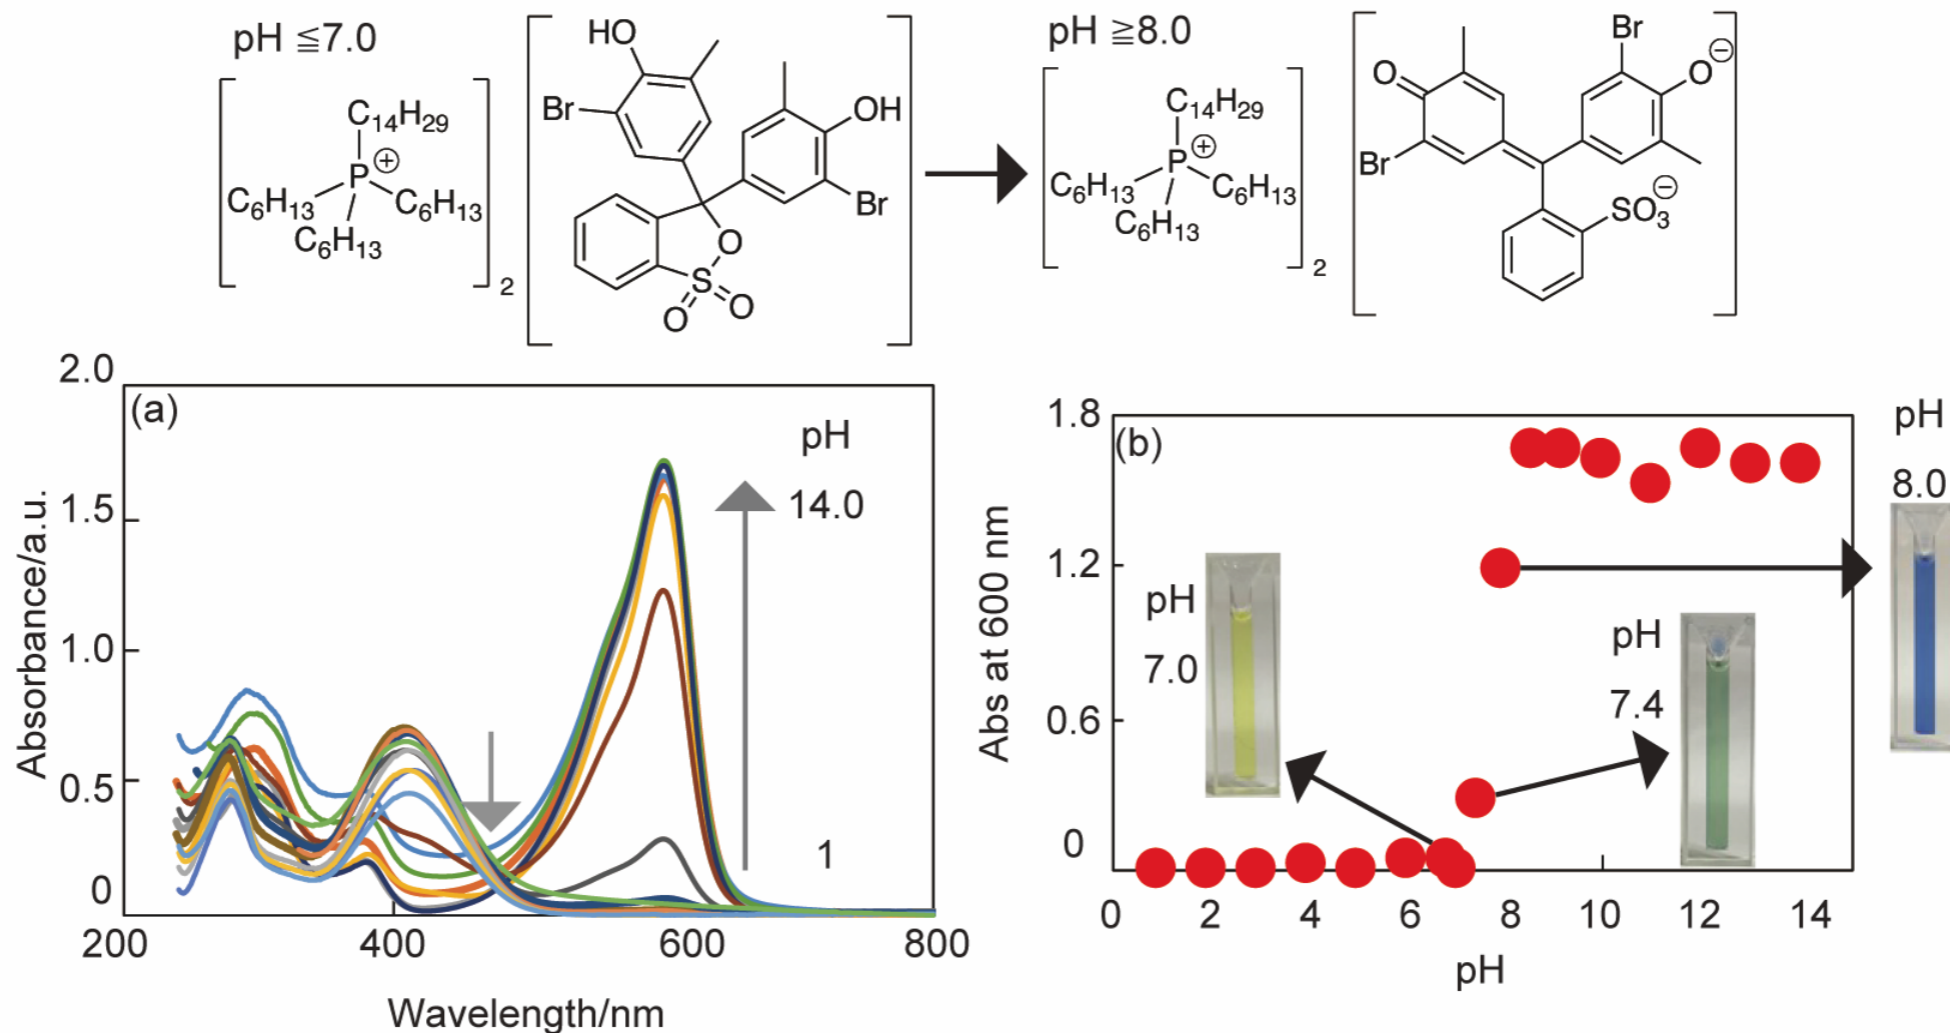 pH ≦7.0
HO
Br
OH
Br
O
S
O
O
C14H29
P⊕
C6H13
C6H13
C6H13
2
pH ≧8.0
C14H29
P⊕
C6H13
C6H13
C6H13
2
O
Br
Br
O⊖
SO3⊖
(a)
2.0
1.5
1.0
0.5
0
Absorbance/a.u.
pH
14.0
1
200
400
600
800
Wavelength/nm
(b)
1.8
1.2
0.6
0
Abs at 600 nm
pH
7.0
pH
7.4
pH
8.0
0
2
4
6
8
10
12
14
pH